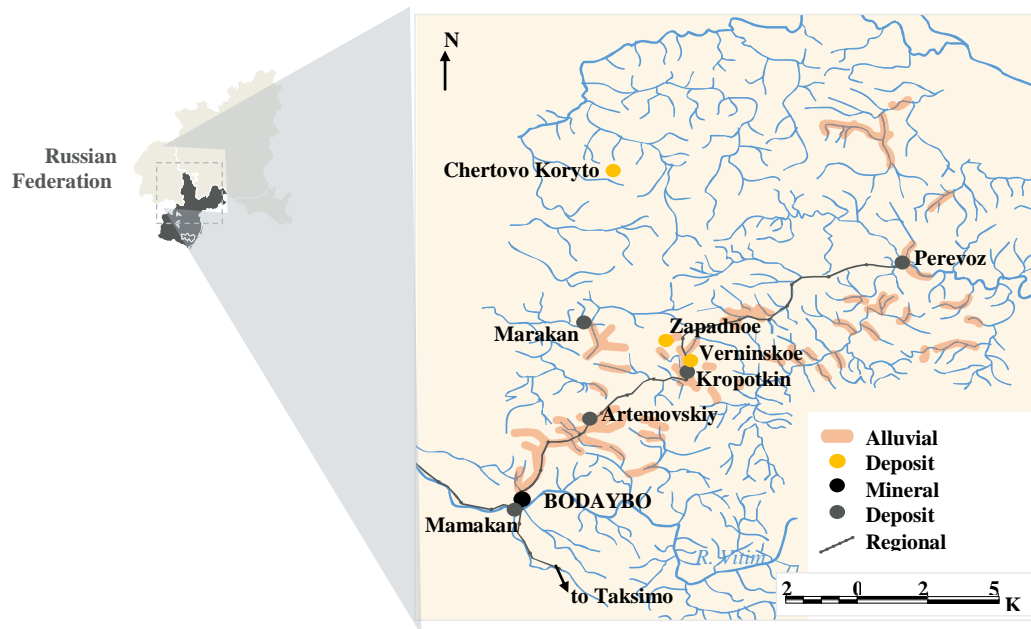 Russian
Federation
N
Chertovo Koryto
Perevoz
Marakan
Zapadnoe
Verninskoe
Kropotkin
Artemovskiy
BODAYBO
Mamakan
R. Vitim
to Taksimo
Alluvial
Deposit
Mineral
Deposit
Regional
2 0 2 5
K